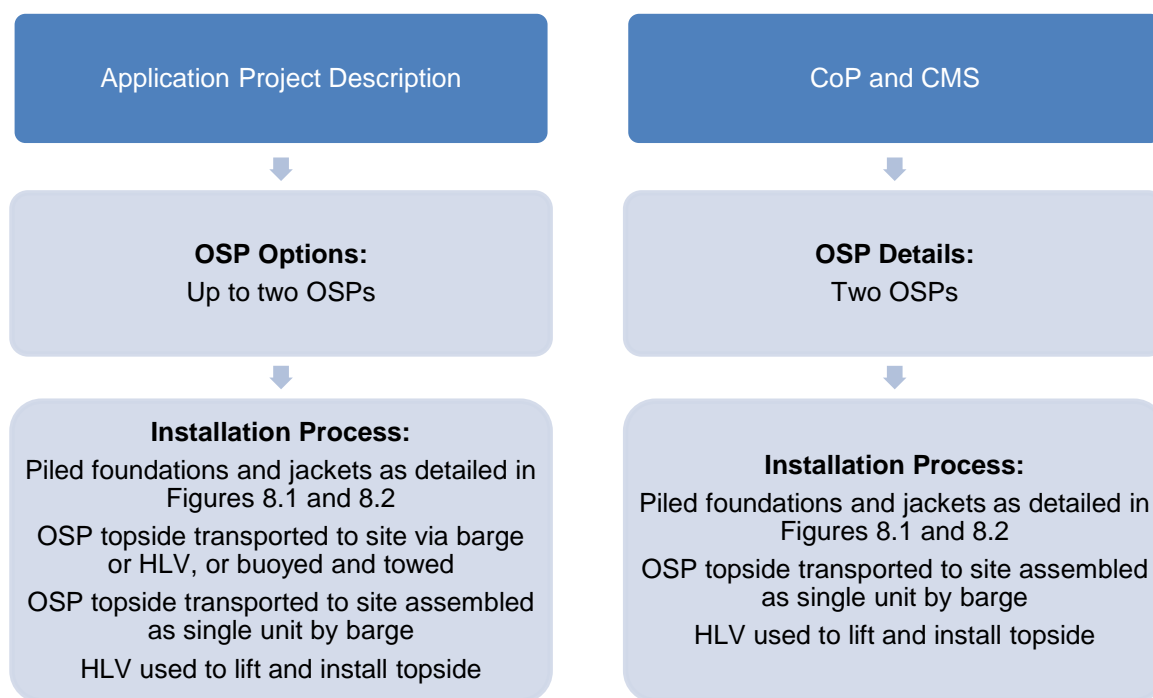 Application Project Description
OSP Options:
Up to two OSPs
Installation Process:
Piled foundations and jackets as detailed in
Figures 8.1 and 8.2
OSP topside transported to site via barge
or HLV, or buoyed and towed
OSP topside transported to site assembled
as single unit by barge
HLV used to lift and install topside
CoP and CMS
OSP Details:
Two OSPs
Installation Process:
Piled foundations and jackets as detailed in
Figures 8.1 and 8.2
OSP topside transported to site assembled
as single unit by barge
HLV used to lift and install topside